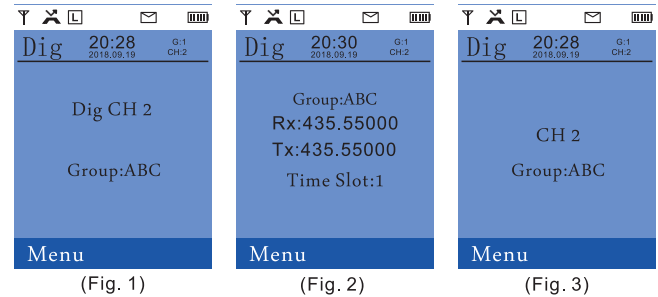 L
Dig 20:28 G:1
2018.09.19 CH:2
Dig CH 2
Group:ABC
Menu
(Fig. 1)
L
Dig 20:30 G:1
2018.09.19 CH:2
Group:ABC
Rx:435.55000
Tx:435.55000
Time Slot:1
Menu
(Fig. 2)
L
Dig 20:28 G:1
2018.09.19 CH:2
CH 2
Group:ABC
Menu
(Fig. 3)